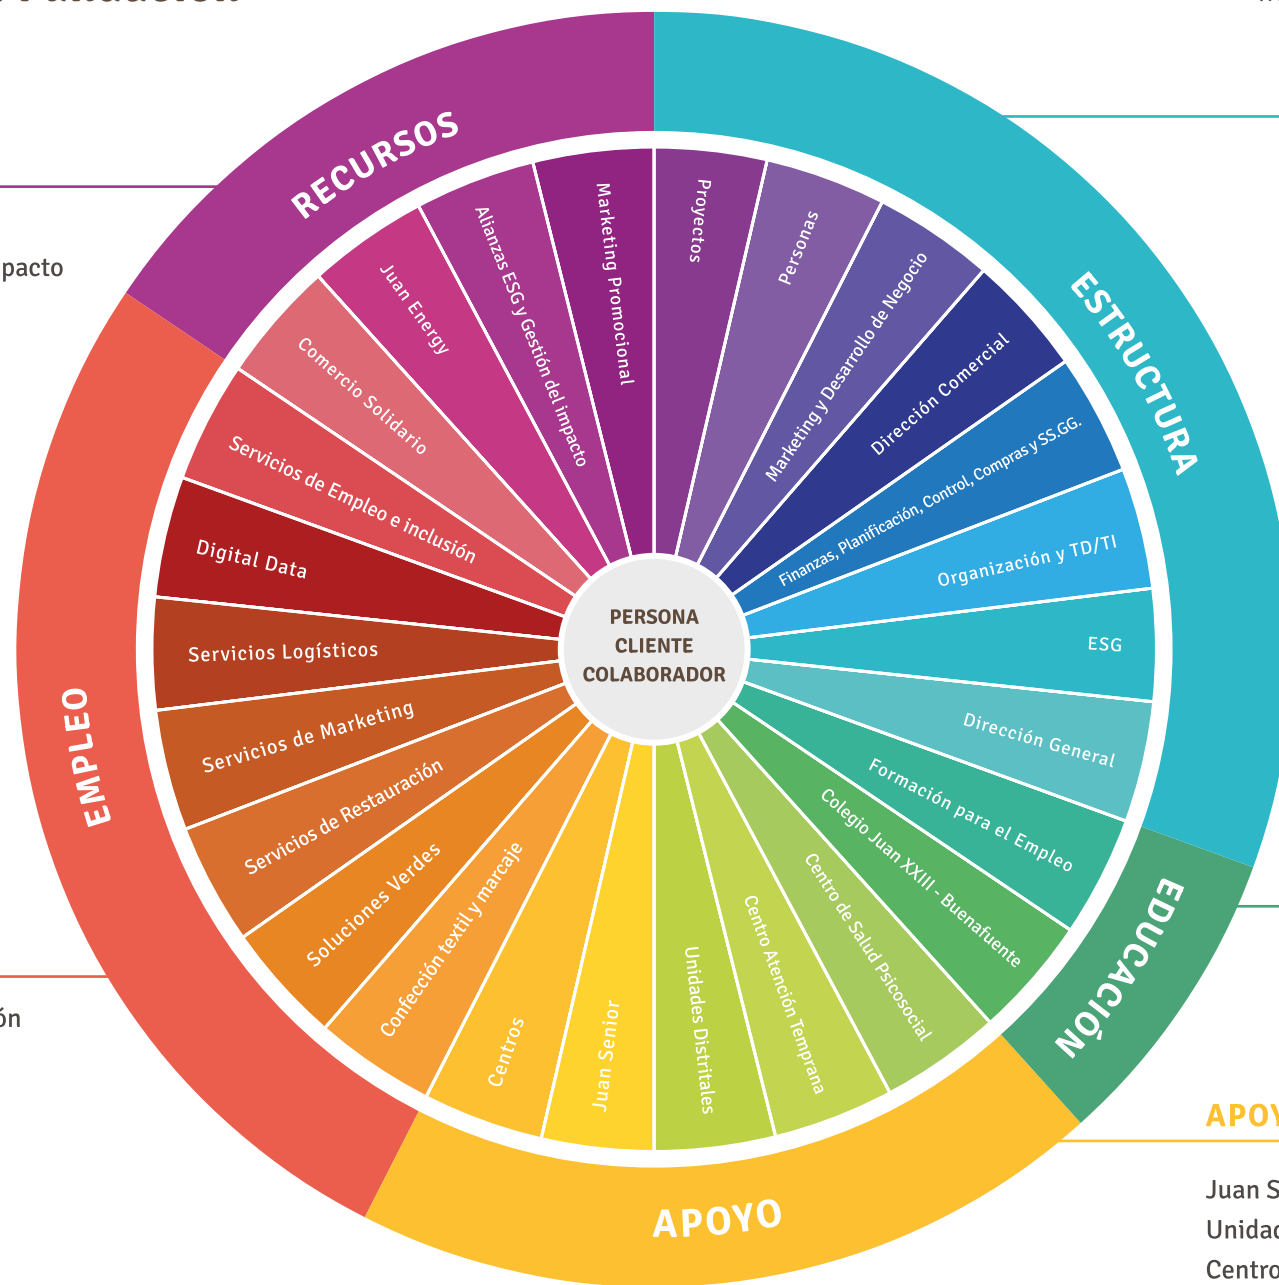 RECURSOS
ESTRUCTURA
EDUCACIÓN
APOYO
EMPLEO
PERSONA
CLIENTE
COLABORADOR
Proyectos
Personas
Marketing y Desarrollo de Negocio
Dirección Comercial
Finanzas, Planificación, Control, Compras y SS.GG.
Organización y TD/TI
ESG
Dirección General
Formación para el Empleo
Colegio Juan XXIII - Buenafuente
Centro de Salud Psicosocial
Centro Atención Temprana
Unidades Distritales
Juan Senior
Centros
Confección textil y marcaje
Soluciones Verdes
Servicios de Restauración
Servicios de Marketing
Servicios Logísticos
Digital Data
Servicios de Empleo e inclusión
Comercio Solidario
Juan Energy
Alianzas ESG y Gestión del impacto
Marketing Promocional
pacto
ón
APOY
Juan S
Unidad
Centro